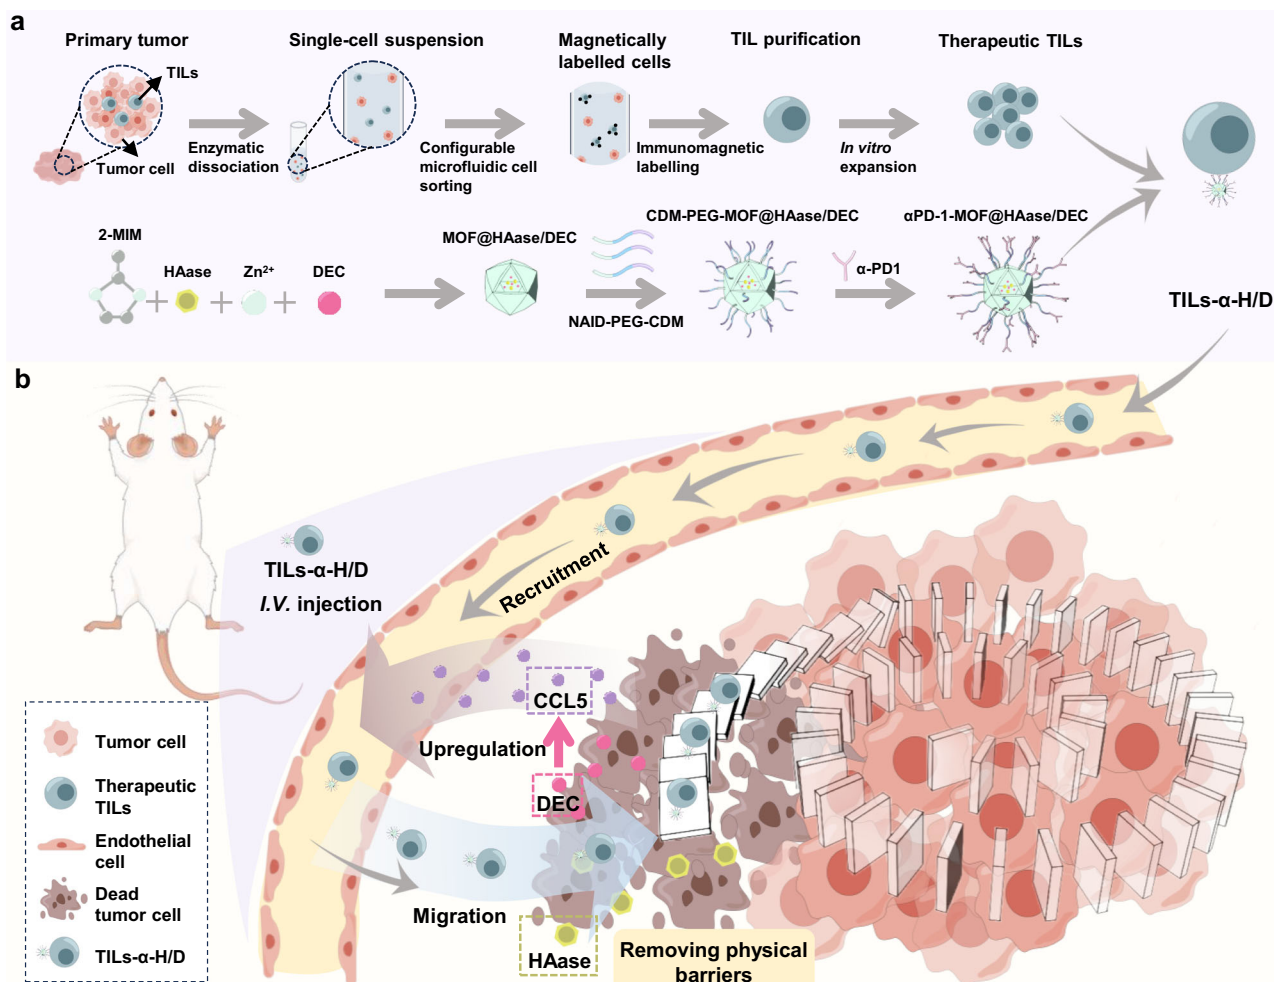 a
Primary tumor
Single-cell suspension
Magnetically
labelled cells
TIL purification
Therapeutic TILs
TILs
Tumor cell
Enzymatic
dissociation
Configurable
microfluidic cell
sorting
Immunomagnetic
labelling
In vitro
expansion
2-MIM
HAase
Zn²⁺
DEC
MOF@HAase/DEC
NAID-PEG-CDM
CDM-PEG-MOF@HAase/DEC
α-PD1
αPD-1-MOF@HAase/DEC
TILs-α-H/D
b
TILs-α-H/D
I.V. injection
Recruitment
CCL5
Upregulation
DEC
Migration
HAase
Removing physical
barriers
Tumor cell
Therapeutic
TILs
Endothelial
cell
Dead
tumor cell
TILs-α-H/D